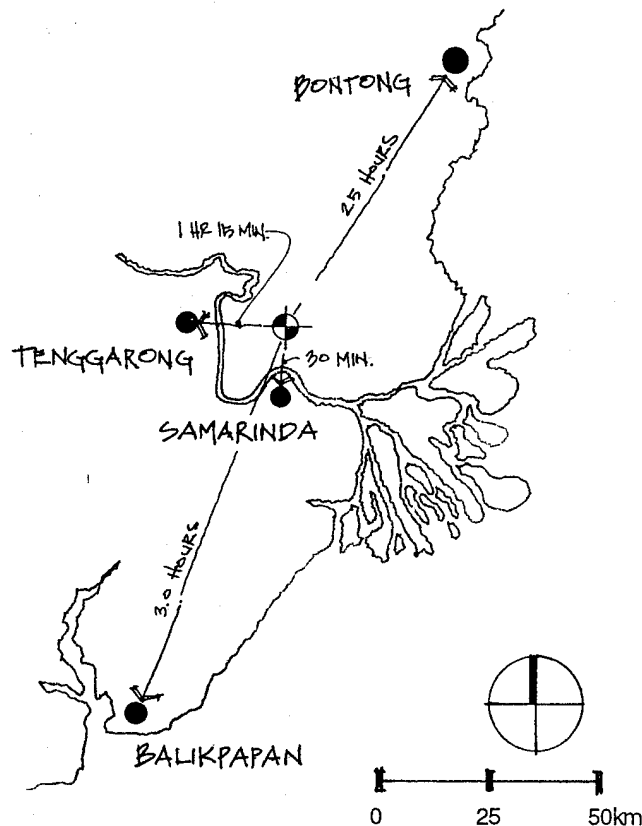 BONTONG
2.5 HOURS
1 HR 15 MIN.
TENGGARONG
30 MIN.
SAMARINDA
3.0 HOURS
BALIKPAPAN
0 25 50km